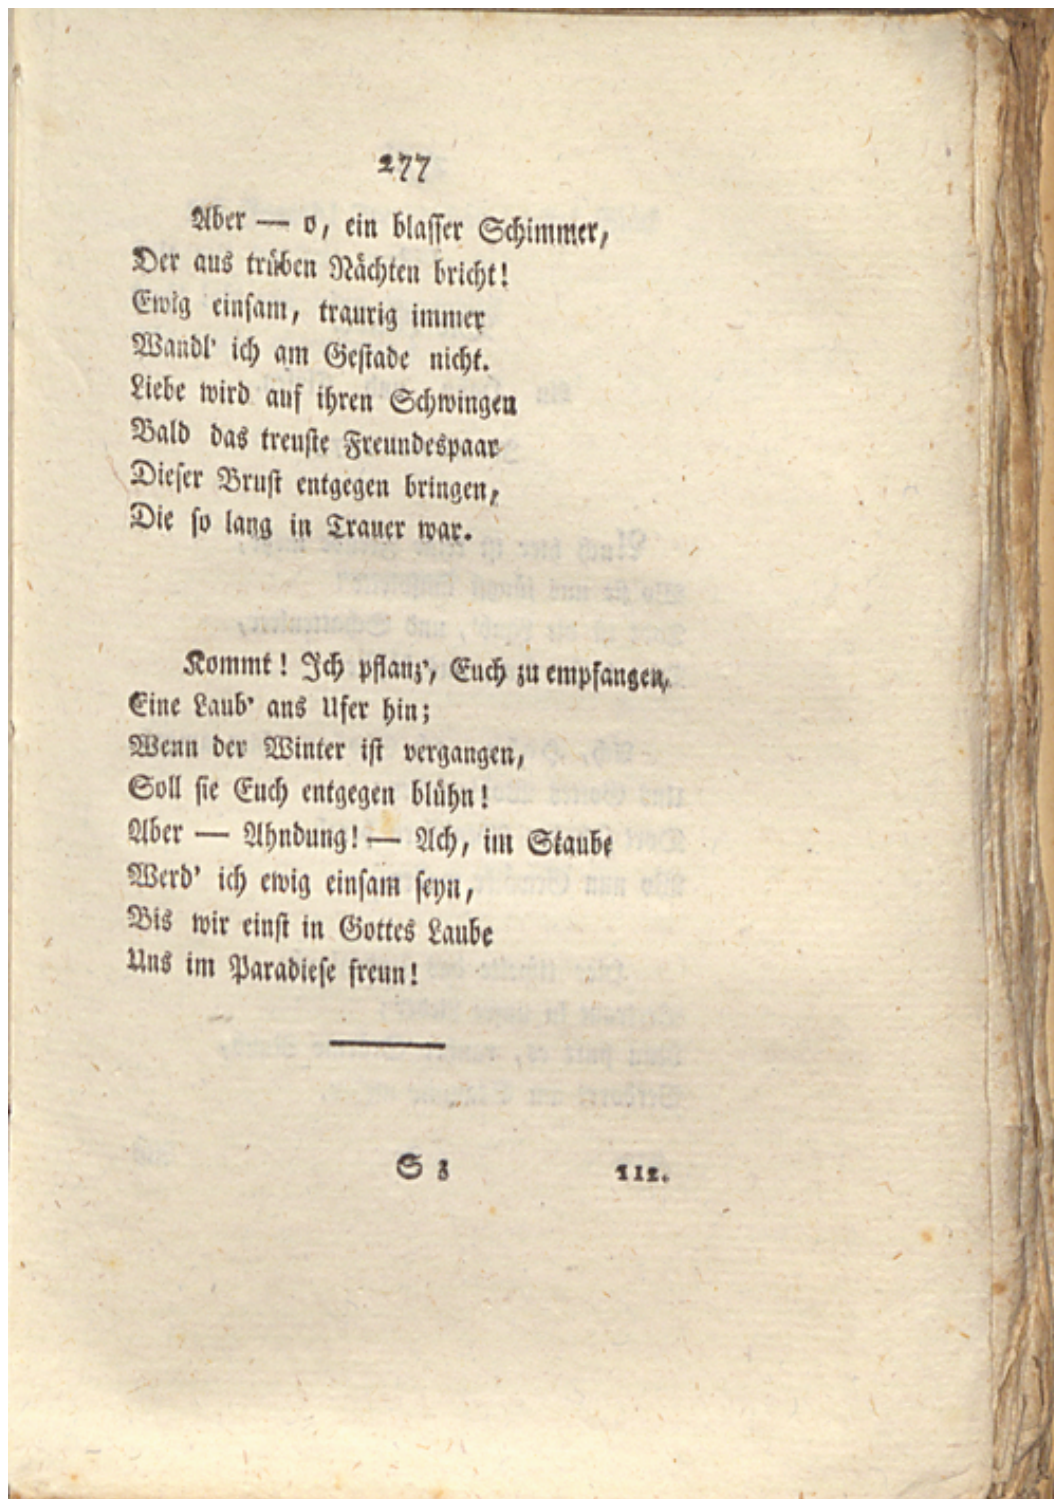 277
Aber — o, ein blasser Schimmer,
Der aus trüben Nächten bricht!
Ewig einsam, traurig immer
Wandl' ich am Gestade nicht.
Liebe wird auf ihren Schwingen
Bald das treuste Freundespaar
Dieser Brust entgegen bringen,
Die so lang in Trauer war.
Kommt! Ich pflanz', Euch zu empfangen,
Eine Laub' ans Ufer hin;
Wenn der Winter ist vergangen,
Soll sie Euch entgegen blühn!
Aber — Ahndung! — Ach, im Staube
Werd' ich ewig einsam seyn,
Bis wir einst in Gottes Laube
Uns im Paradiese freun!
S 3 112.